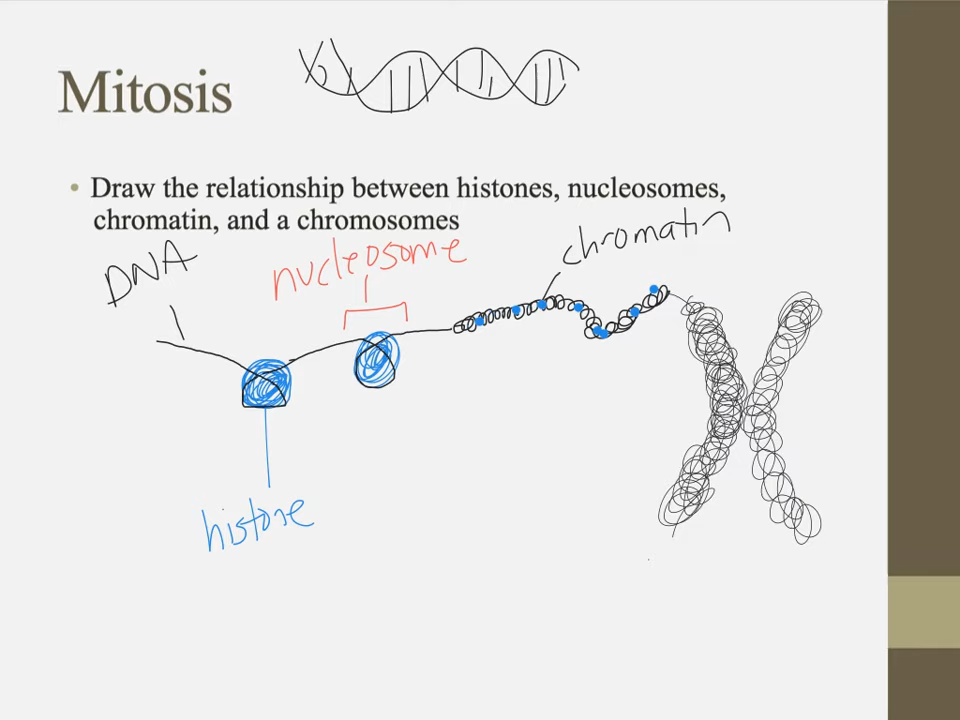 Mitosis
• Draw the relationship between histones, nucleosomes,
chromatin, and a chromosomes
DNA
nucleosome
chromatin
histone